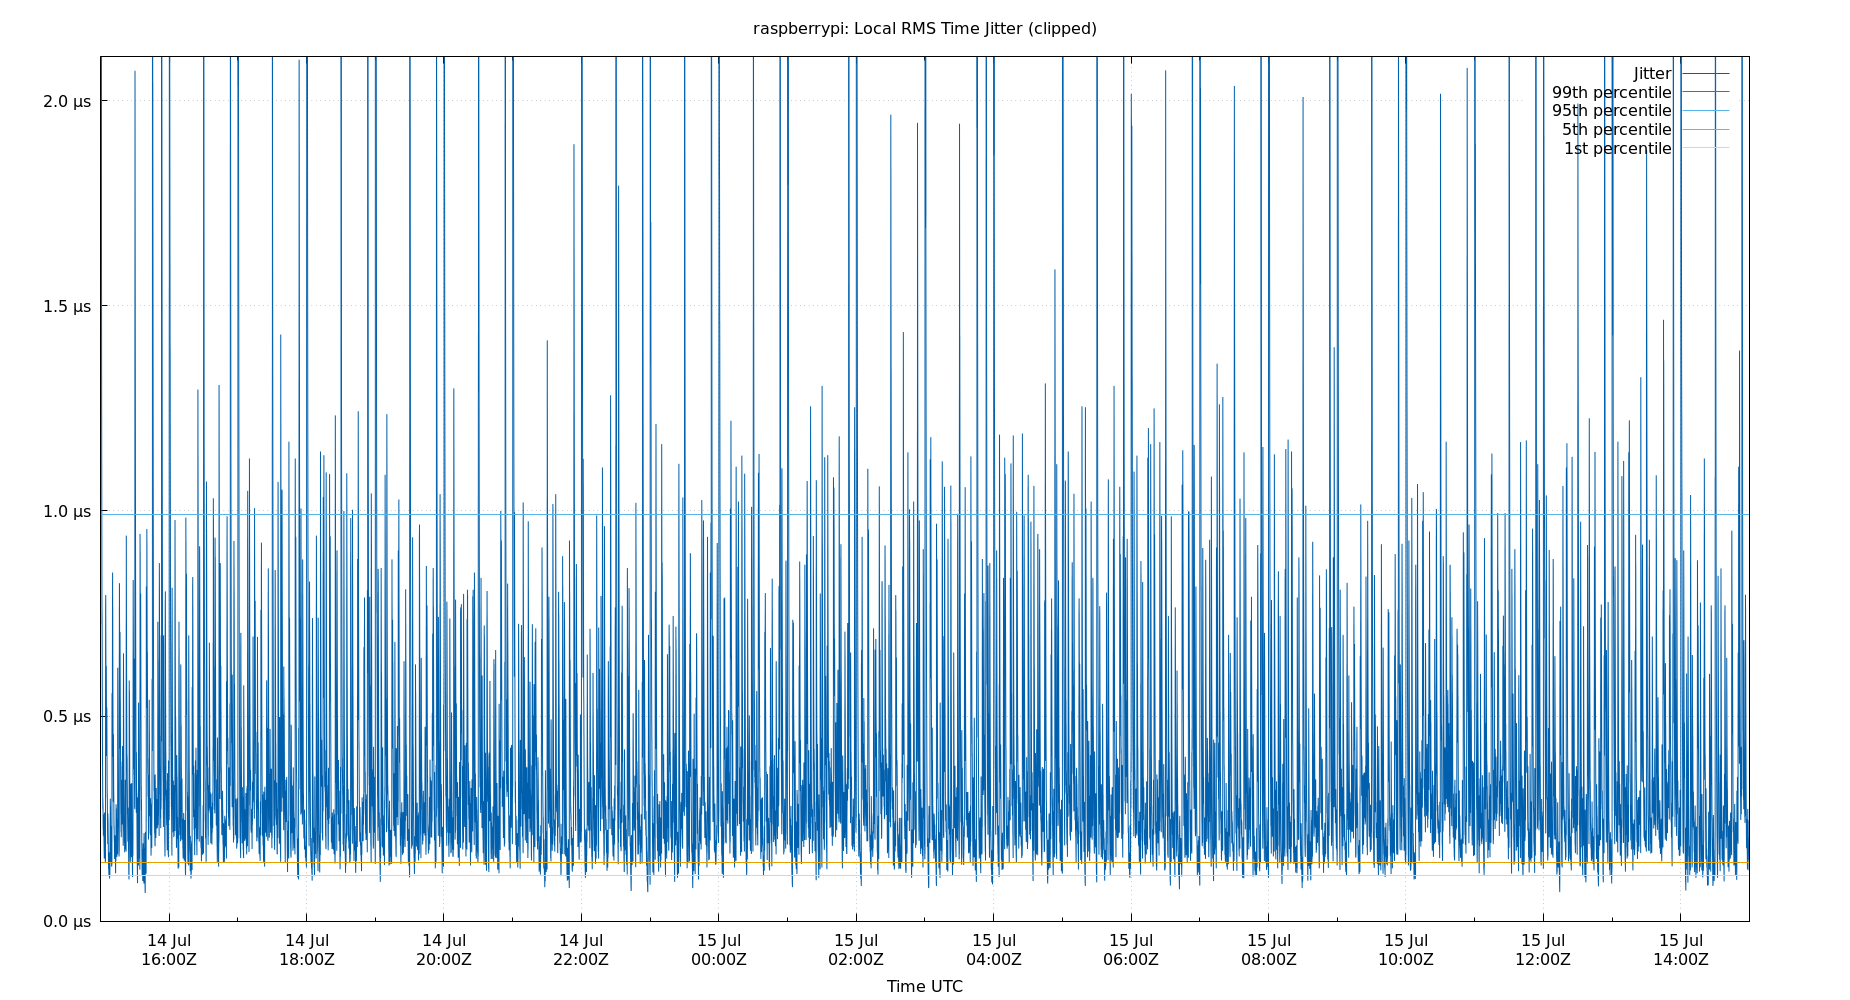 raspberrypi: Local RMS Time Jitter (clipped)
Jitter
99th percentile
95th percentile
5th percentile
1st percentile
2.0 µs
1.5 µs
1.0 µs
0.5 µs
0.0 µs
14 Jul 14 Jul 14 Jul 14 Jul 15 Jul 15 Jul 15 Jul 15 Jul 15 Jul 15 Jul 15 Jul 15 Jul
16:00Z 18:00Z 20:00Z 22:00Z 00:00Z 02:00Z 04:00Z 06:00Z 08:00Z 10:00Z 12:00Z 14:00Z
Time UTC